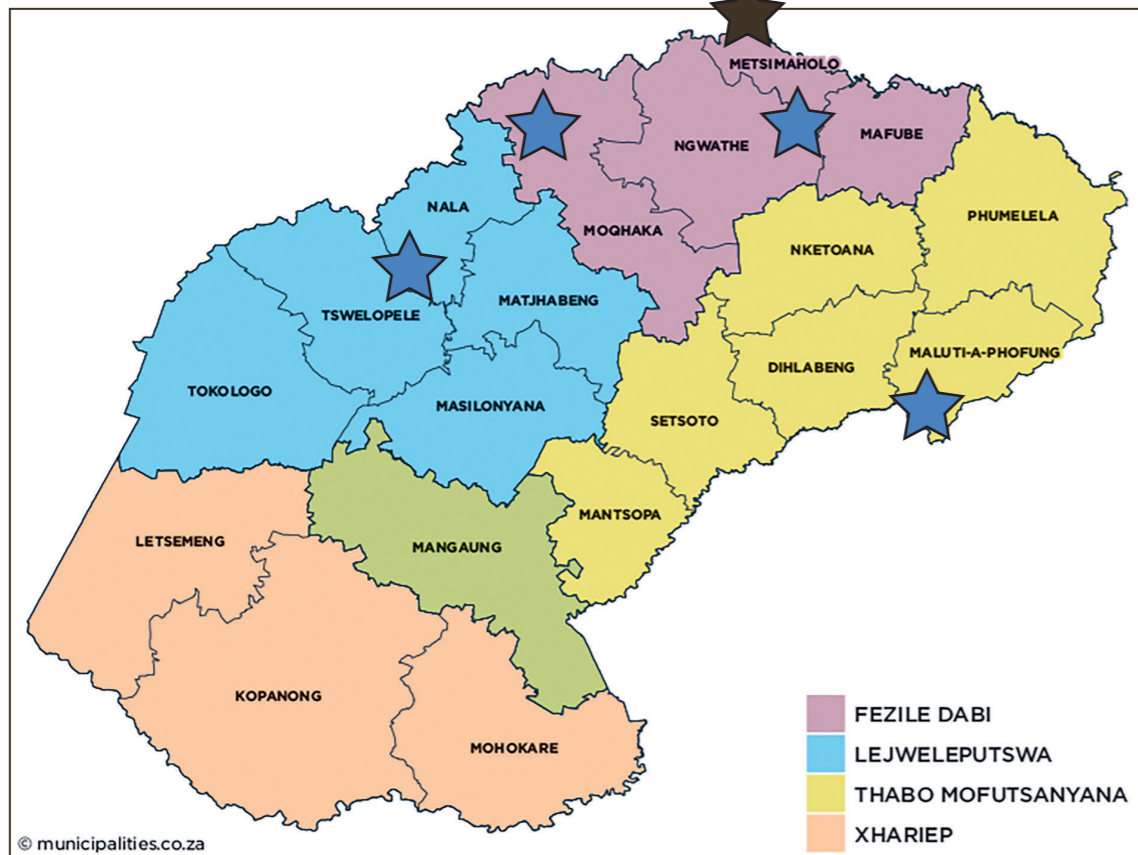 METSIMAHOLO
NGWATHE
MAFUBE
NALA
MOQHAKA
PHUMELELA
NKETOANA
TSWELOPELE
MATJHABENG
MALUTI-A-PHOFUNG
DIHLABENG
TOKOLOGO
MASILONYANA
SETSOTO
MANTSOPA
LETSEMENG
MANGAUNG
KOPANONG
MOHOKARE
FEZILE DABI
LEJWELEPUTSWA
THABO MOFUTSANYANA
XHARIEP
© municipalities.co.za